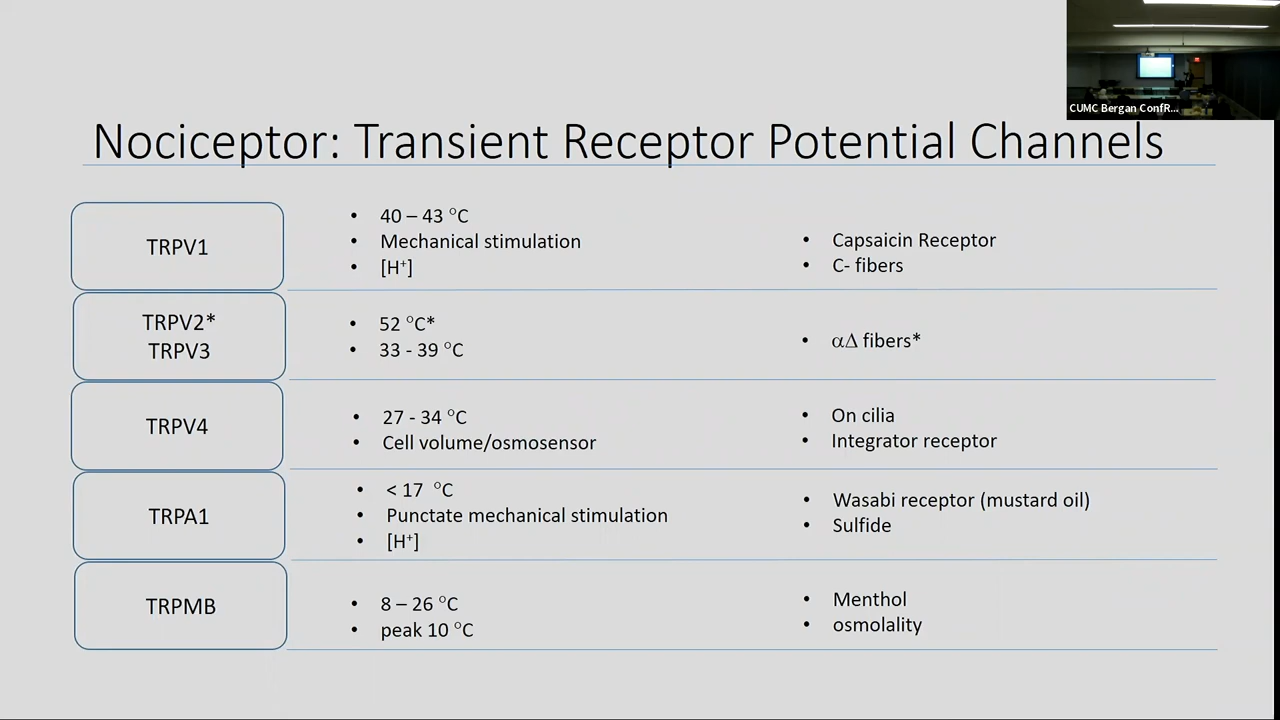 CUMC Bergan ConfR...
Nociceptor: Transient Receptor Potential Channels
TRPV1
• 40 – 43 °C
• Mechanical stimulation
• [H⁺]
• Capsaicin Receptor
• C- fibers
TRPV2*
TRPV3
• 52 °C*
• 33 - 39 °C
• αΔ fibers*
TRPV4
• 27 - 34 °C
• Cell volume/osmosensor
• On cilia
• Integrator receptor
TRPA1
• < 17 °C
• Punctate mechanical stimulation
• [H⁺]
• Wasabi receptor (mustard oil)
• Sulfide
TRPMB
• 8 – 26 °C
• peak 10 °C
• Menthol
• osmolality